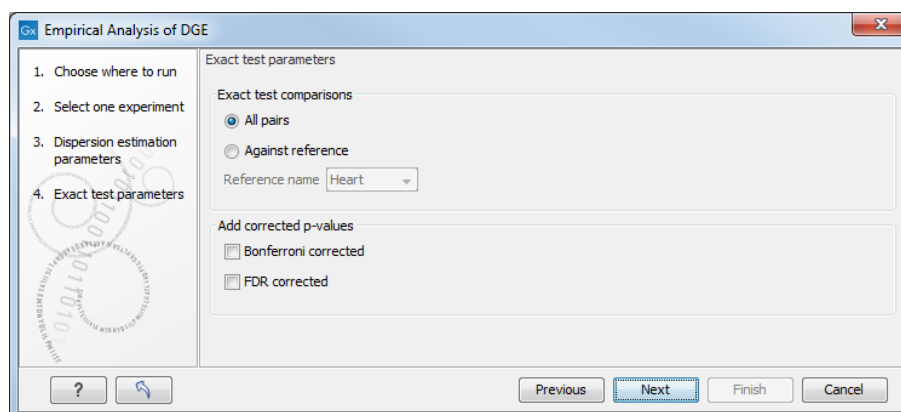 Gx Empirical Analysis of DGE
1. Choose where to run
2. Select one experiment
3. Dispersion estimation
parameters
4. Exact test parameters
Exact test parameters
Exact test comparisons
All pairs
Against reference
Reference name Heart
Add corrected p-values
Bonferroni corrected
FDR corrected
? Previous Next Finish Cancel